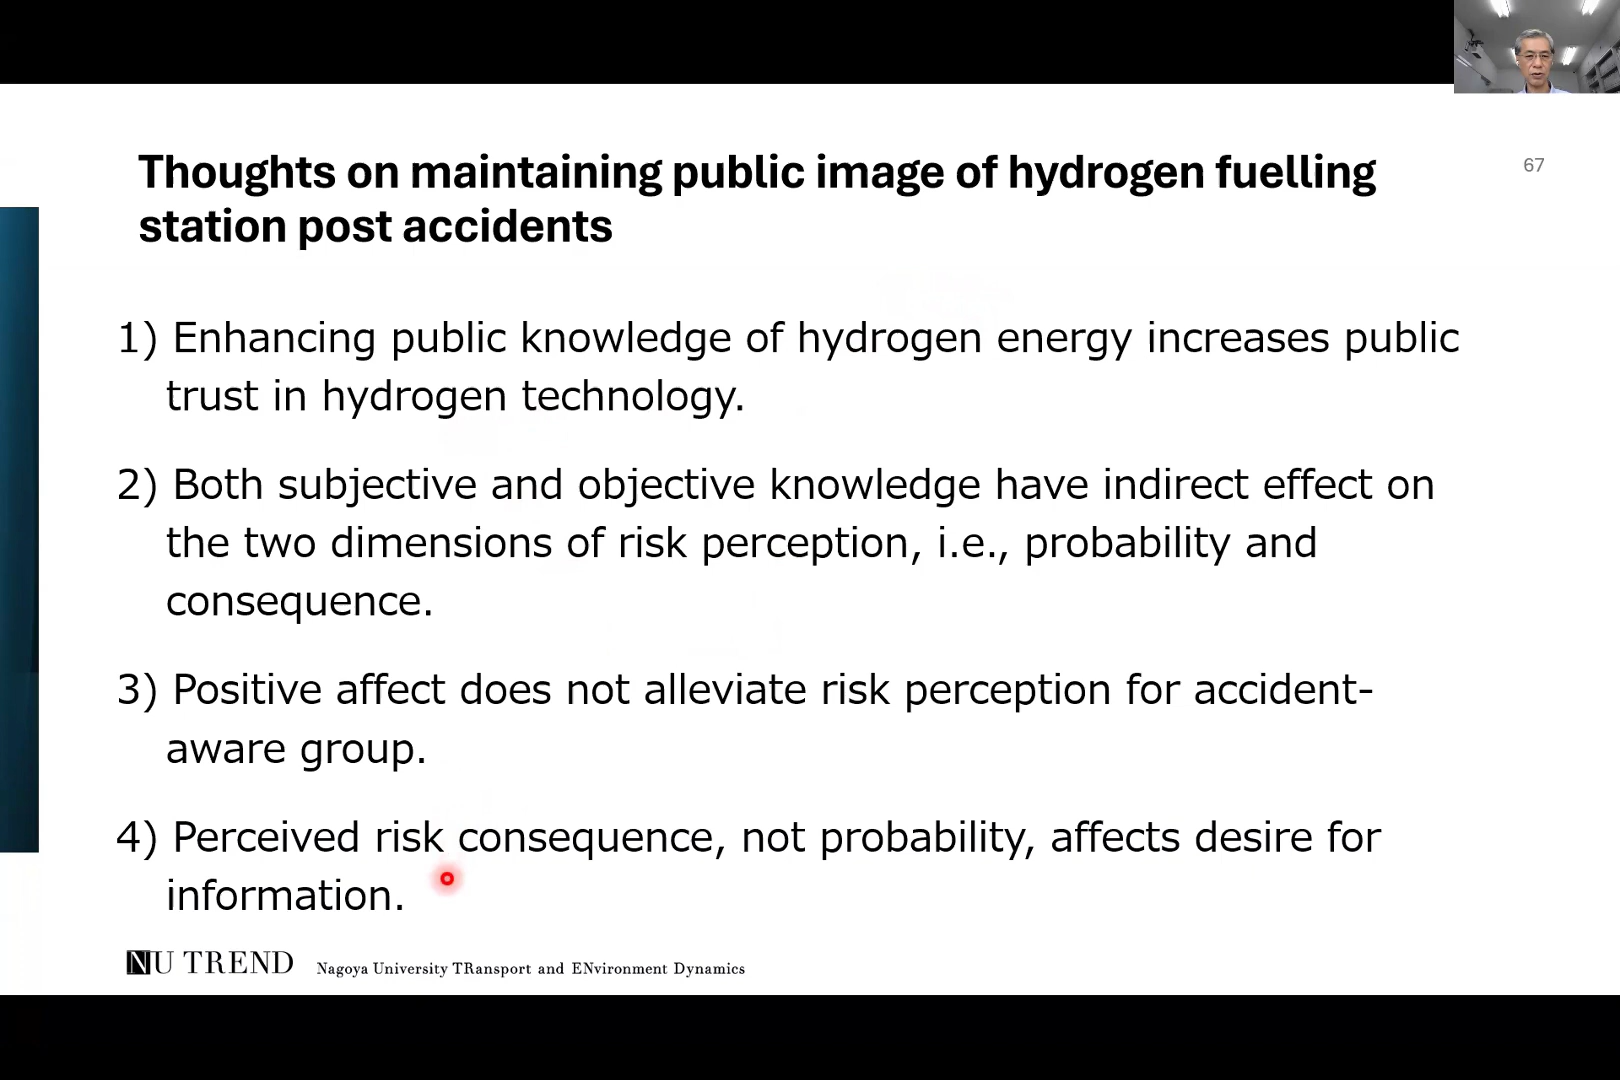 Thoughts on maintaining public image of hydrogen fuelling
station post accidents
67
1) Enhancing public knowledge of hydrogen energy increases public
trust in hydrogen technology.
2) Both subjective and objective knowledge have indirect effect on
the two dimensions of risk perception, i.e., probability and
consequence.
3) Positive affect does not alleviate risk perception for accident-
aware group.
4) Perceived risk consequence, not probability, affects desire for
information.
NU TREND Nagoya University TRansport and ENvironment Dynamics